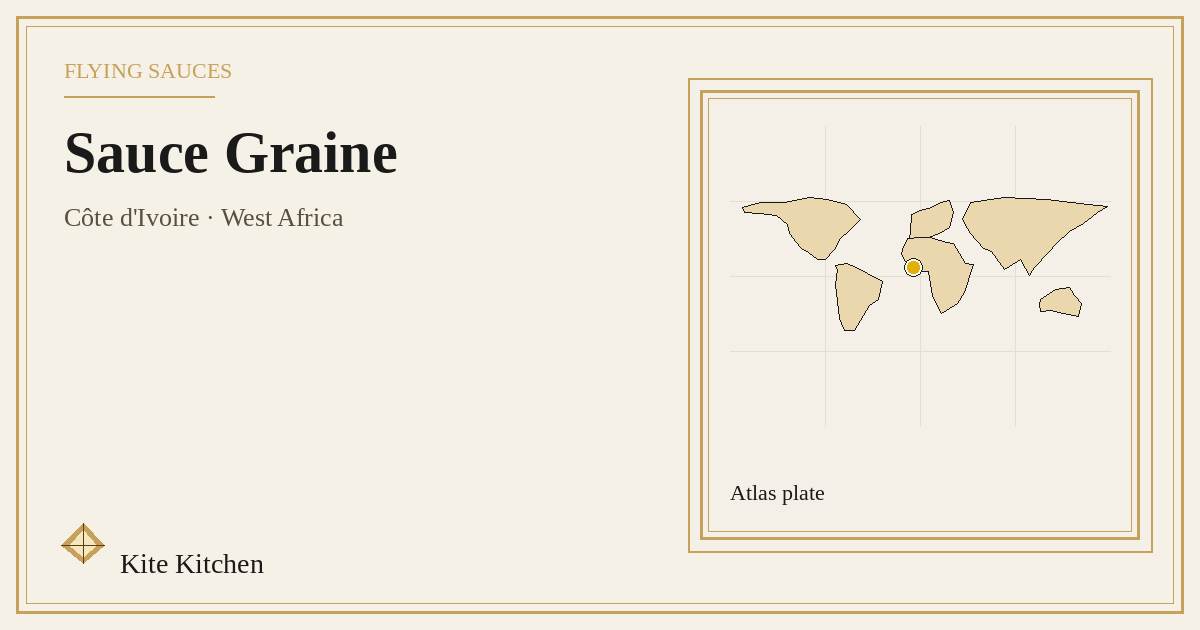 FLYING SAUCES
Sauce Graine
Côte d'Ivoire · West Africa
Atlas plate
Kite Kitchen